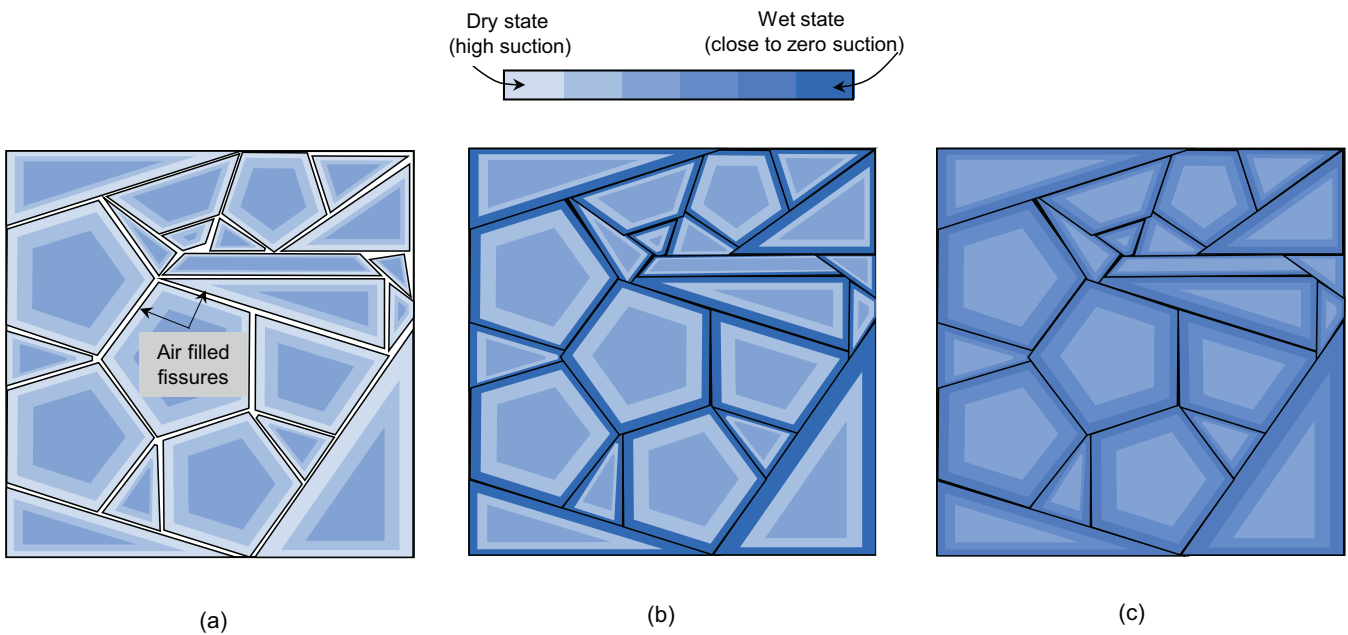 Dry state
(high suction)
Wet state
(close to zero suction)
Air filled
fissures
(a)
(b)
(c)